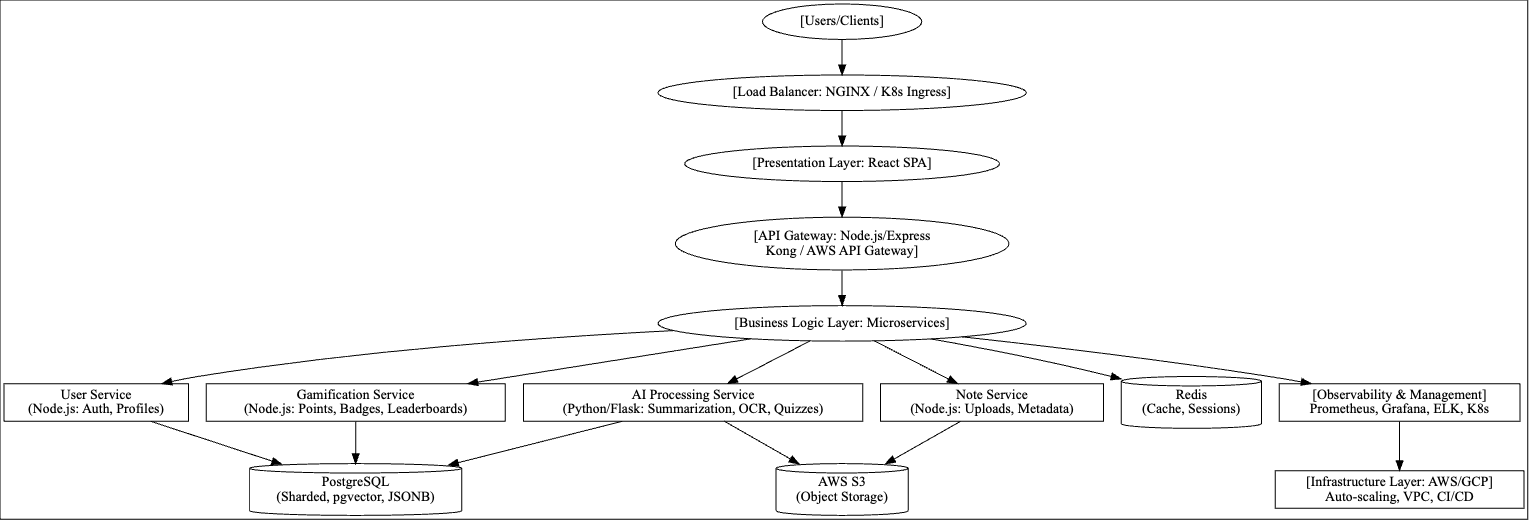 [Users/Clients]
[Load Balancer: NGINX / K8s Ingress]
[Presentation Layer: React SPA]
[API Gateway: Node.js/Express
Kong / AWS API Gateway]
[Business Logic Layer: Microservices]
User Service
(Node.js: Auth, Profiles)
Gamification Service
(Node.js: Points, Badges, Leaderboards)
AI Processing Service
(Python/Flask: Summarization, OCR, Quizzes)
Note Service
(Node.js: Uploads, Metadata)
Redis
(Cache, Sessions)
[Observability & Management]
Prometheus, Grafana, ELK, K8s
PostgreSQL
(Sharded, pgvector, JSONB)
AWS S3
(Object Storage)
[Infrastructure Layer: AWS/GCP]
Auto-scaling, VPC, CI/CD